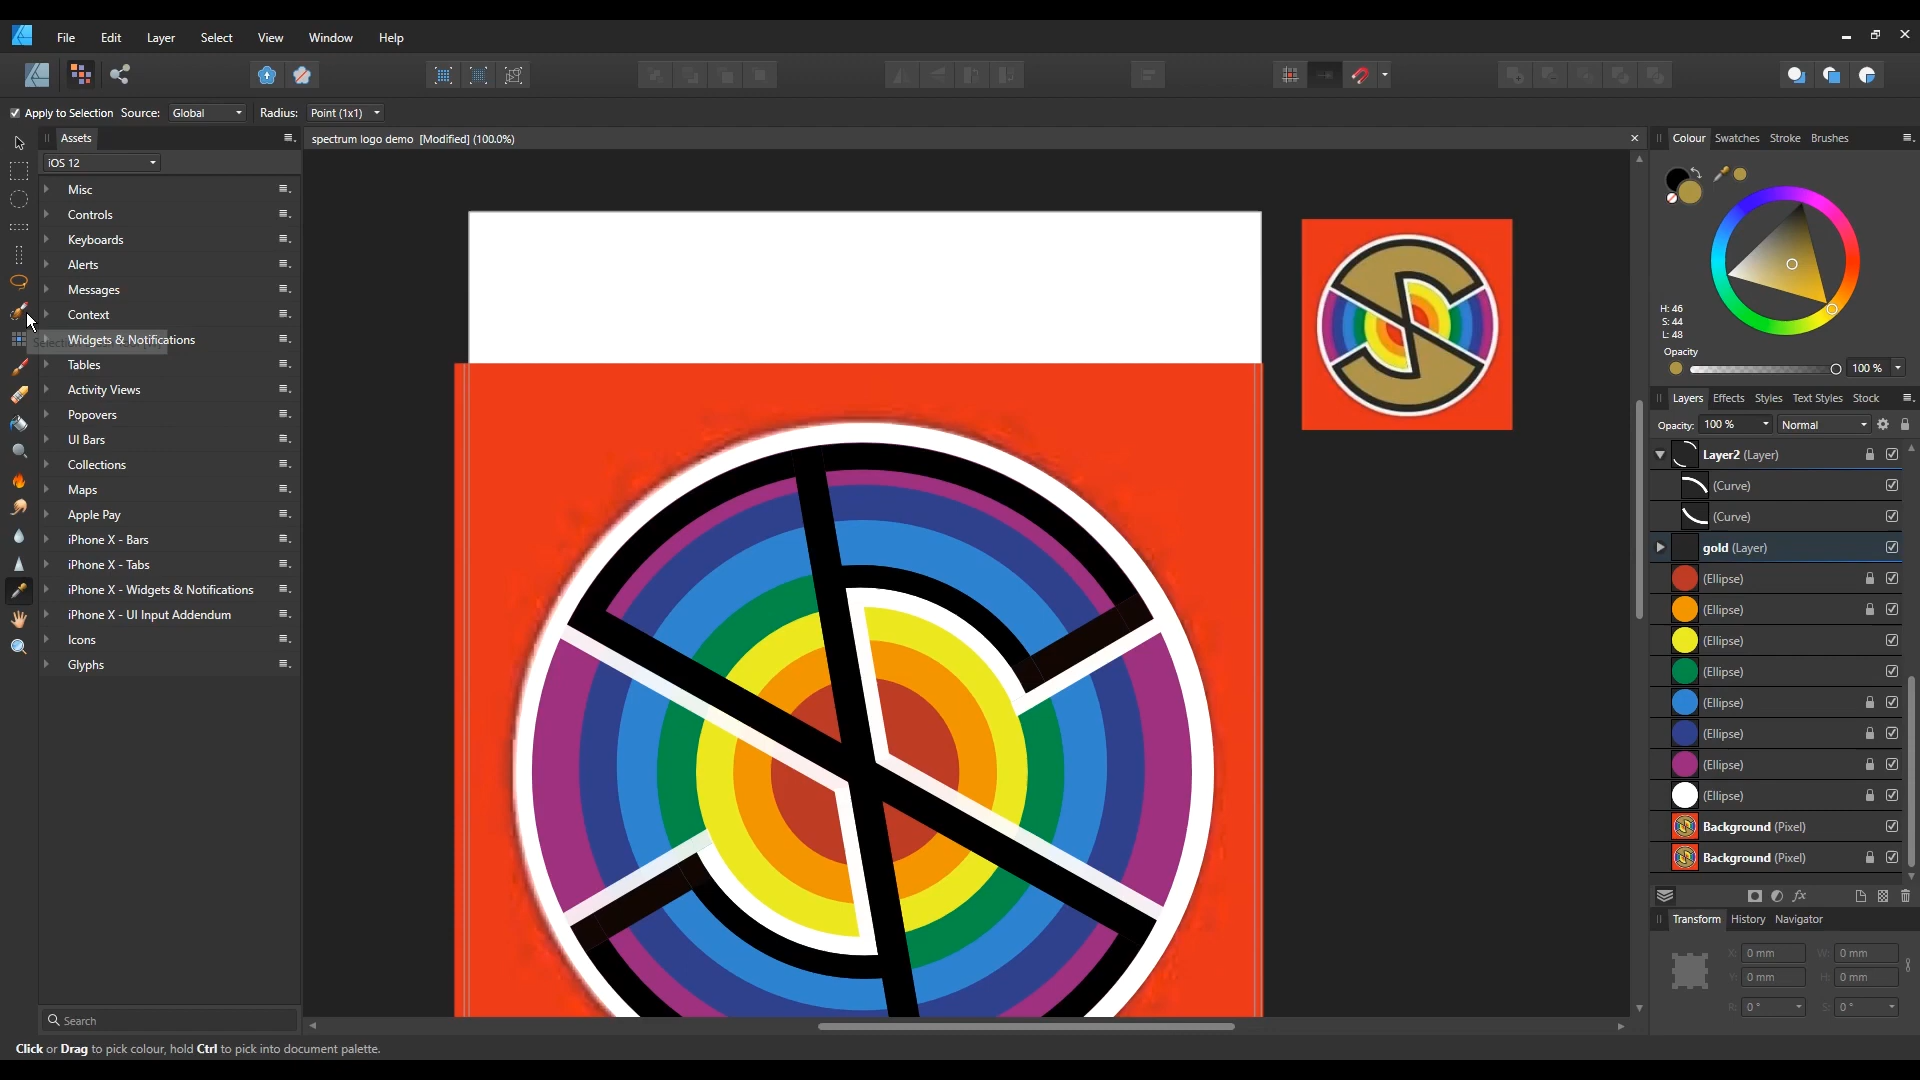 File Edit Layer Select View Window Help
Apply to Selection Source: Global Radius: Point (1x1)
Assets
spectrum logo demo [Modified] (100.0%)
Colour Swatches Stroke Brushes
iOS 12
Misc
Controls
Keyboards
Alerts
Messages
Context
Widgets & Notifications
Tables
Activity Views
Popovers
UI Bars
Collections
Maps
Apple Pay
iPhone X - Bars
iPhone X - Tabs
iPhone X - Widgets & Notifications
iPhone X - UI Input Addendum
Icons
Glyphs
Search
H: 46
S: 44
L: 48
Opacity
100 %
Layers Effects Styles Text Styles Stock
Opacity: 100 % Normal
Layer2 (Layer)
(Curve)
(Curve)
gold (Layer)
(Ellipse)
(Ellipse)
(Ellipse)
(Ellipse)
(Ellipse)
(Ellipse)
(Ellipse)
(Ellipse)
Background (Pixel)
Background (Pixel)
fx
Transform History Navigator
X: 0 mm W: 0 mm
Y: 0 mm H: 0 mm
R: 0 ° S: 0 °
Click or Drag to pick colour, hold Ctrl to pick into document palette.